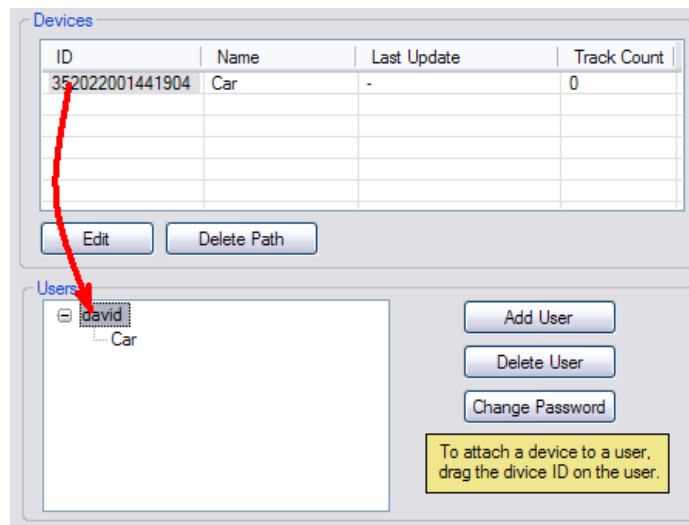 Devices
ID Name Last Update Track Count
352022001441904 Car - 0
Edit Delete Path
Users
david
Car
Add User
Delete User
Change Password
To attach a device to a user,
drag the divice ID on the user.